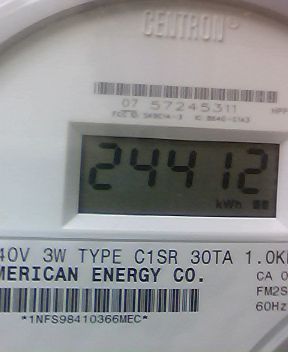 CENTRON®
07 57245311
24412
kWh
40V 3W TYPE C1SR 30TA 1.0K
MERICAN ENERGY CO.
CA 0
FM2S
60Hz
*1NFS98410366MEC*